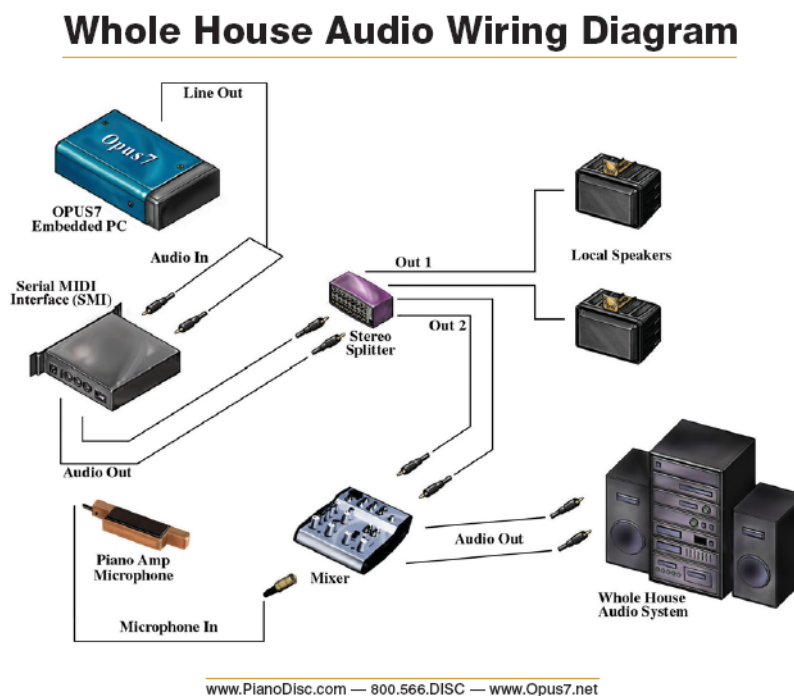 Whole House Audio Wiring Diagram
Line Out
Opus7
OPUS7
Embedded PC
Audio In
Serial MIDI
Interface (SMI)
Out 1
Local Speakers
Out 2
Stereo
Splitter
Audio Out
Piano Amp
Microphone
Mixer
Audio Out
Whole House
Audio System
Microphone In
www.PianoDisc.com — 800.566.DISC — www.Opus7.net